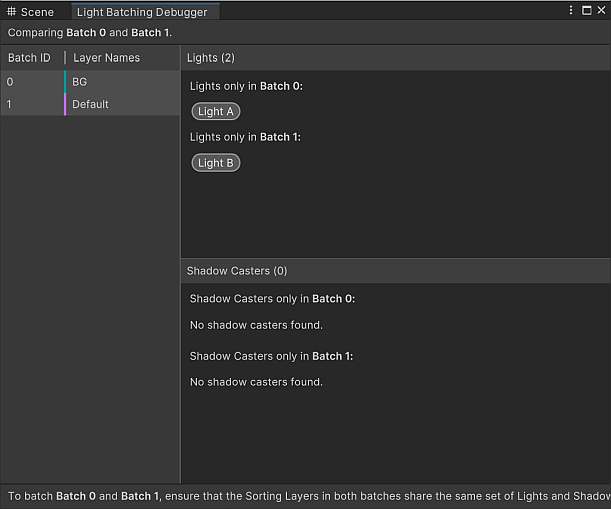 Scene Light Batching Debugger
Comparing Batch 0 and Batch 1.
Batch ID Layer Names
0 BG
1 Default
Lights (2)
Lights only in Batch 0:
Light A
Lights only in Batch 1:
Light B
Shadow Casters (0)
Shadow Casters only in Batch 0:
No shadow casters found.
Shadow Casters only in Batch 1:
No shadow casters found.
To batch Batch 0 and Batch 1, ensure that the Sorting Layers in both batches share the same set of Lights and Shadow